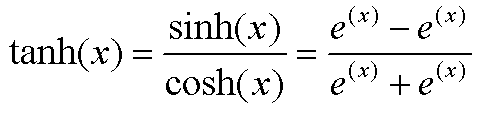 tanh(x) = sinh(x)/cosh(x) = (e^(x) − e^(x))/(e^(x) + e^(x))